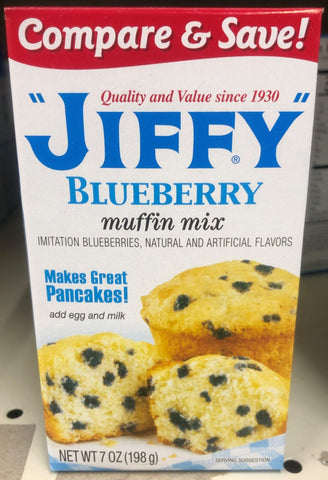 Compare & Save!
Quality and Value since 1930
"JIFFY"®
BLUEBERRY
muffin mix
IMITATION BLUEBERRIES, NATURAL AND ARTIFICIAL FLAVORS
Makes Great
Pancakes!
add egg and milk
NET WT 7 OZ (198 g)
SERVING SUGGESTION